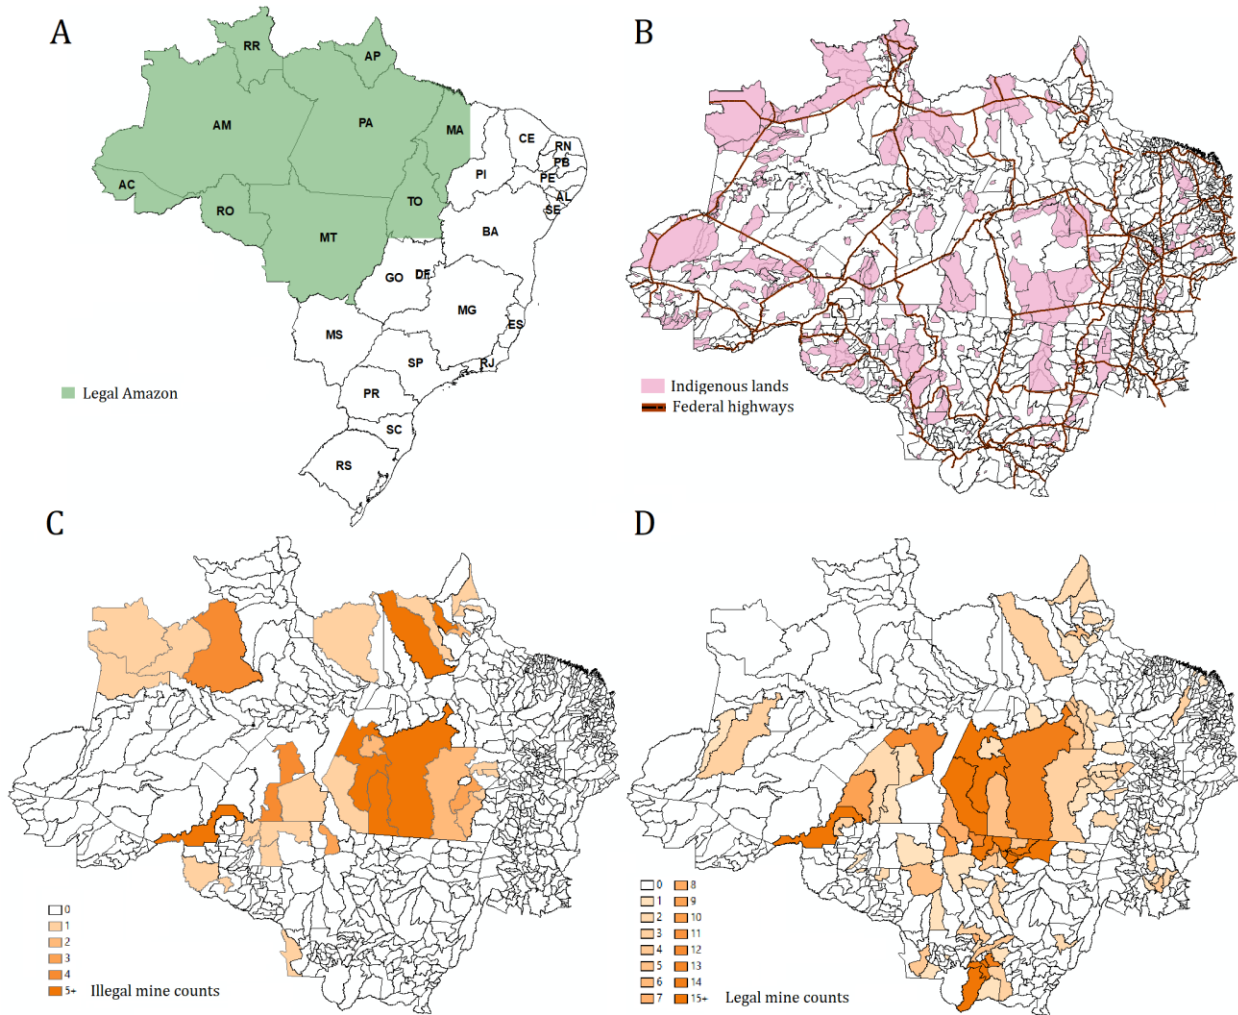 A
RR
AP
AM
PA
MA
CE
RN
PB
PI
PE
AC
AL
TO
SE
RO
BA
MT
GO
DF
MG
ES
MS
SP
RJ
PR
SC
RS
Legal Amazon
B
Indigenous lands
Federal highways
C
0
1
2
3
4
5+ Illegal mine counts
D
0 8
1 9
2 10
3 11
4 12
5 13
6 14
7 15+ Legal mine counts